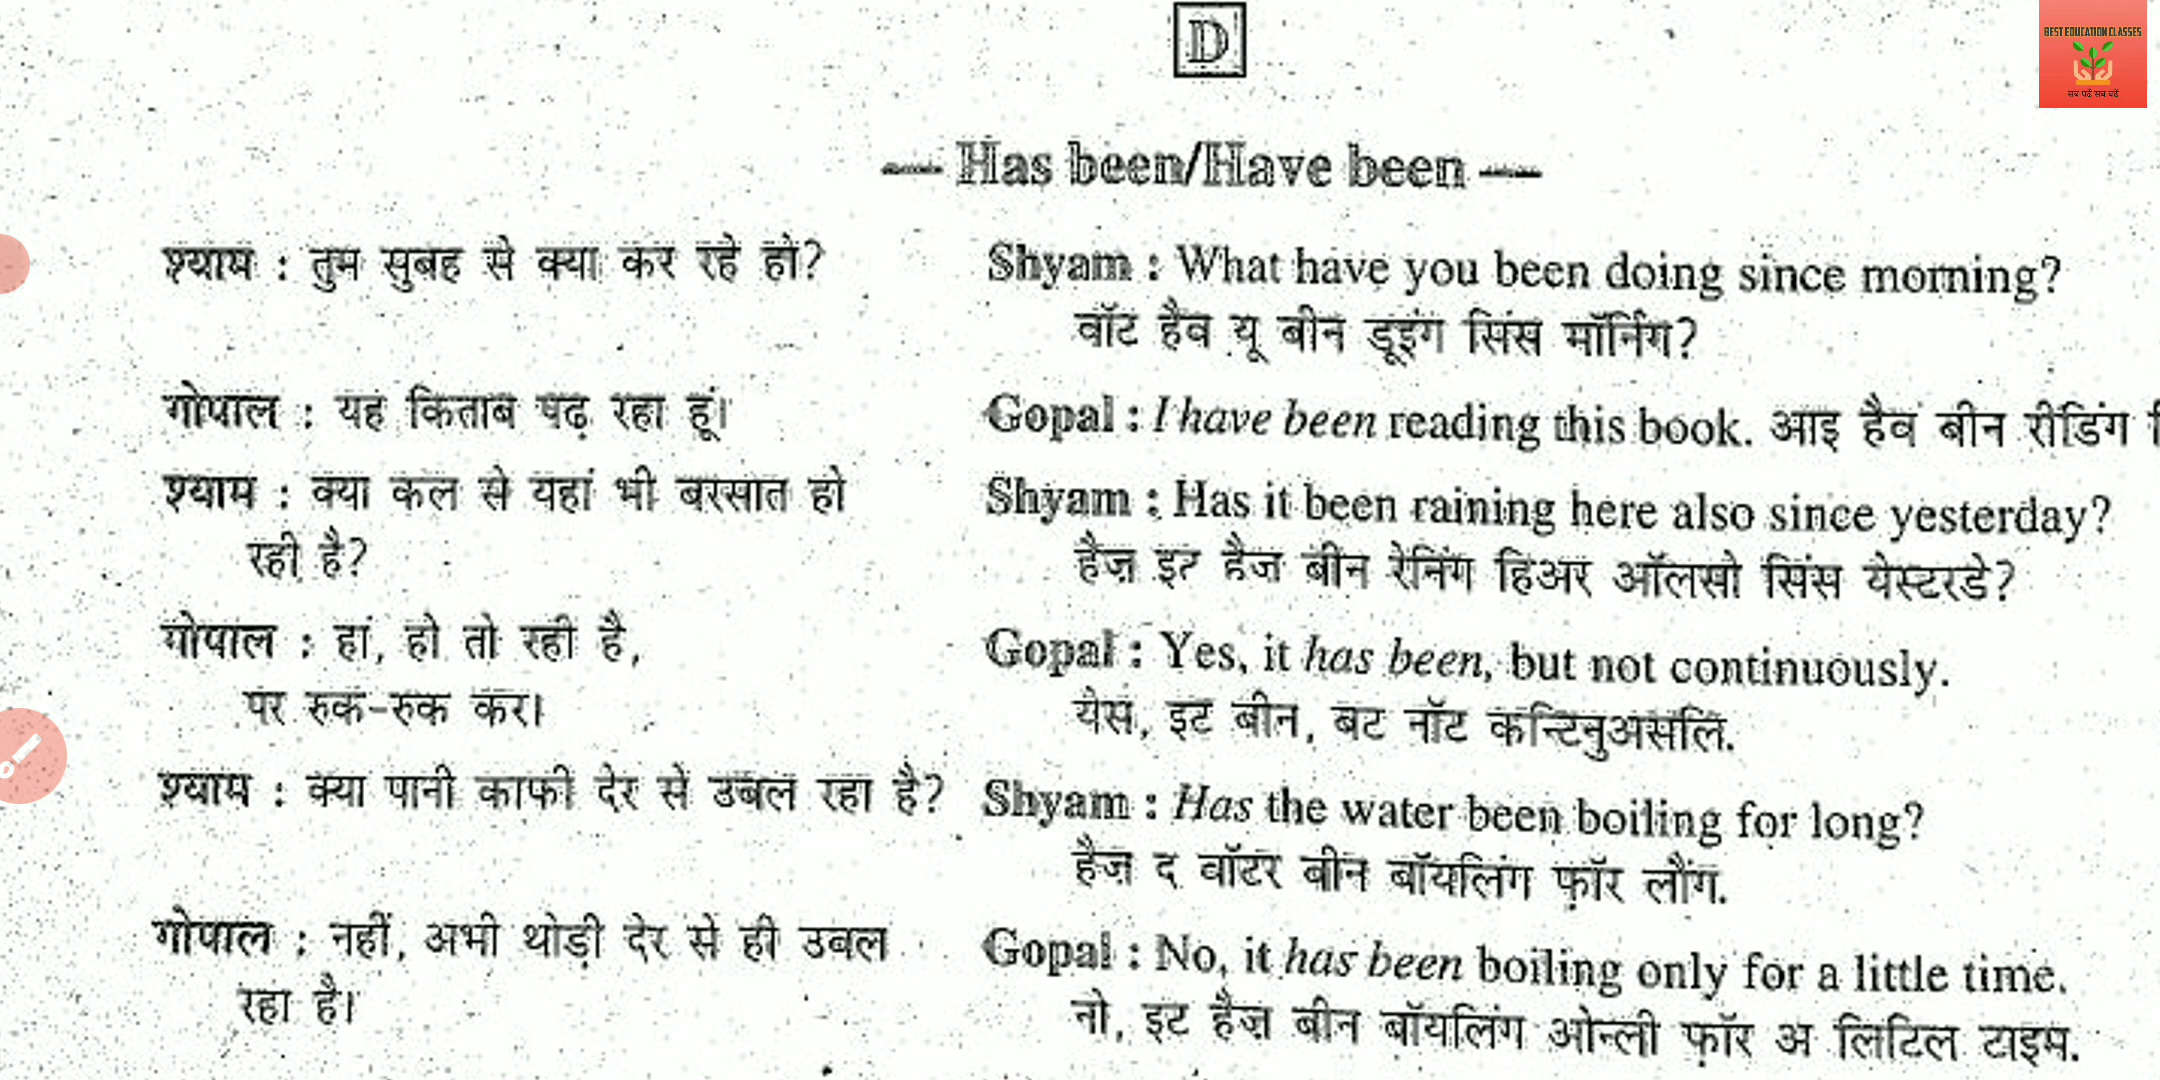 D
BEST EDUCATION CLASSES
सब पढें सब बढें
— Has been/Have been —
श्याम : तुम सुबह से क्या कर रहे हो?
Shyam : What have you been doing since morning?
वॉट हैव यू बीन डूइंग सिंस मॉर्निंग?
गोपाल : यह किताब पढ़ रहा हूं।
Gopal : I have been reading this book. आइ हैव बीन रीडिंग
श्याम : क्या कल से यहां भी बरसात हो
रही है?
Shyam : Has it been raining here also since yesterday?
हैज़ इट हैज बीन रेनिंग हिअर ऑलसो सिंस येस्टरडे?
गोपाल : हां, हो तो रही है,
पर रुक-रुक कर।
Gopal : Yes, it has been, but not continuously.
येस, इट बीन, बट नॉट कन्टिनुअसलि.
श्याम : क्या पानी काफी देर से उबल रहा है?
Shyam : Has the water been boiling for long?
हैज़ द वॉटर बीन बॉयलिंग फ़ॉर लौंग.
गोपाल : नहीं, अभी थोड़ी देर से ही उबल
रहा है।
Gopal : No, it has been boiling only for a little time.
नो, इट हैज़ बीन बॉयलिंग ओन्ली फ़ॉर अ लिटिल टाइम.